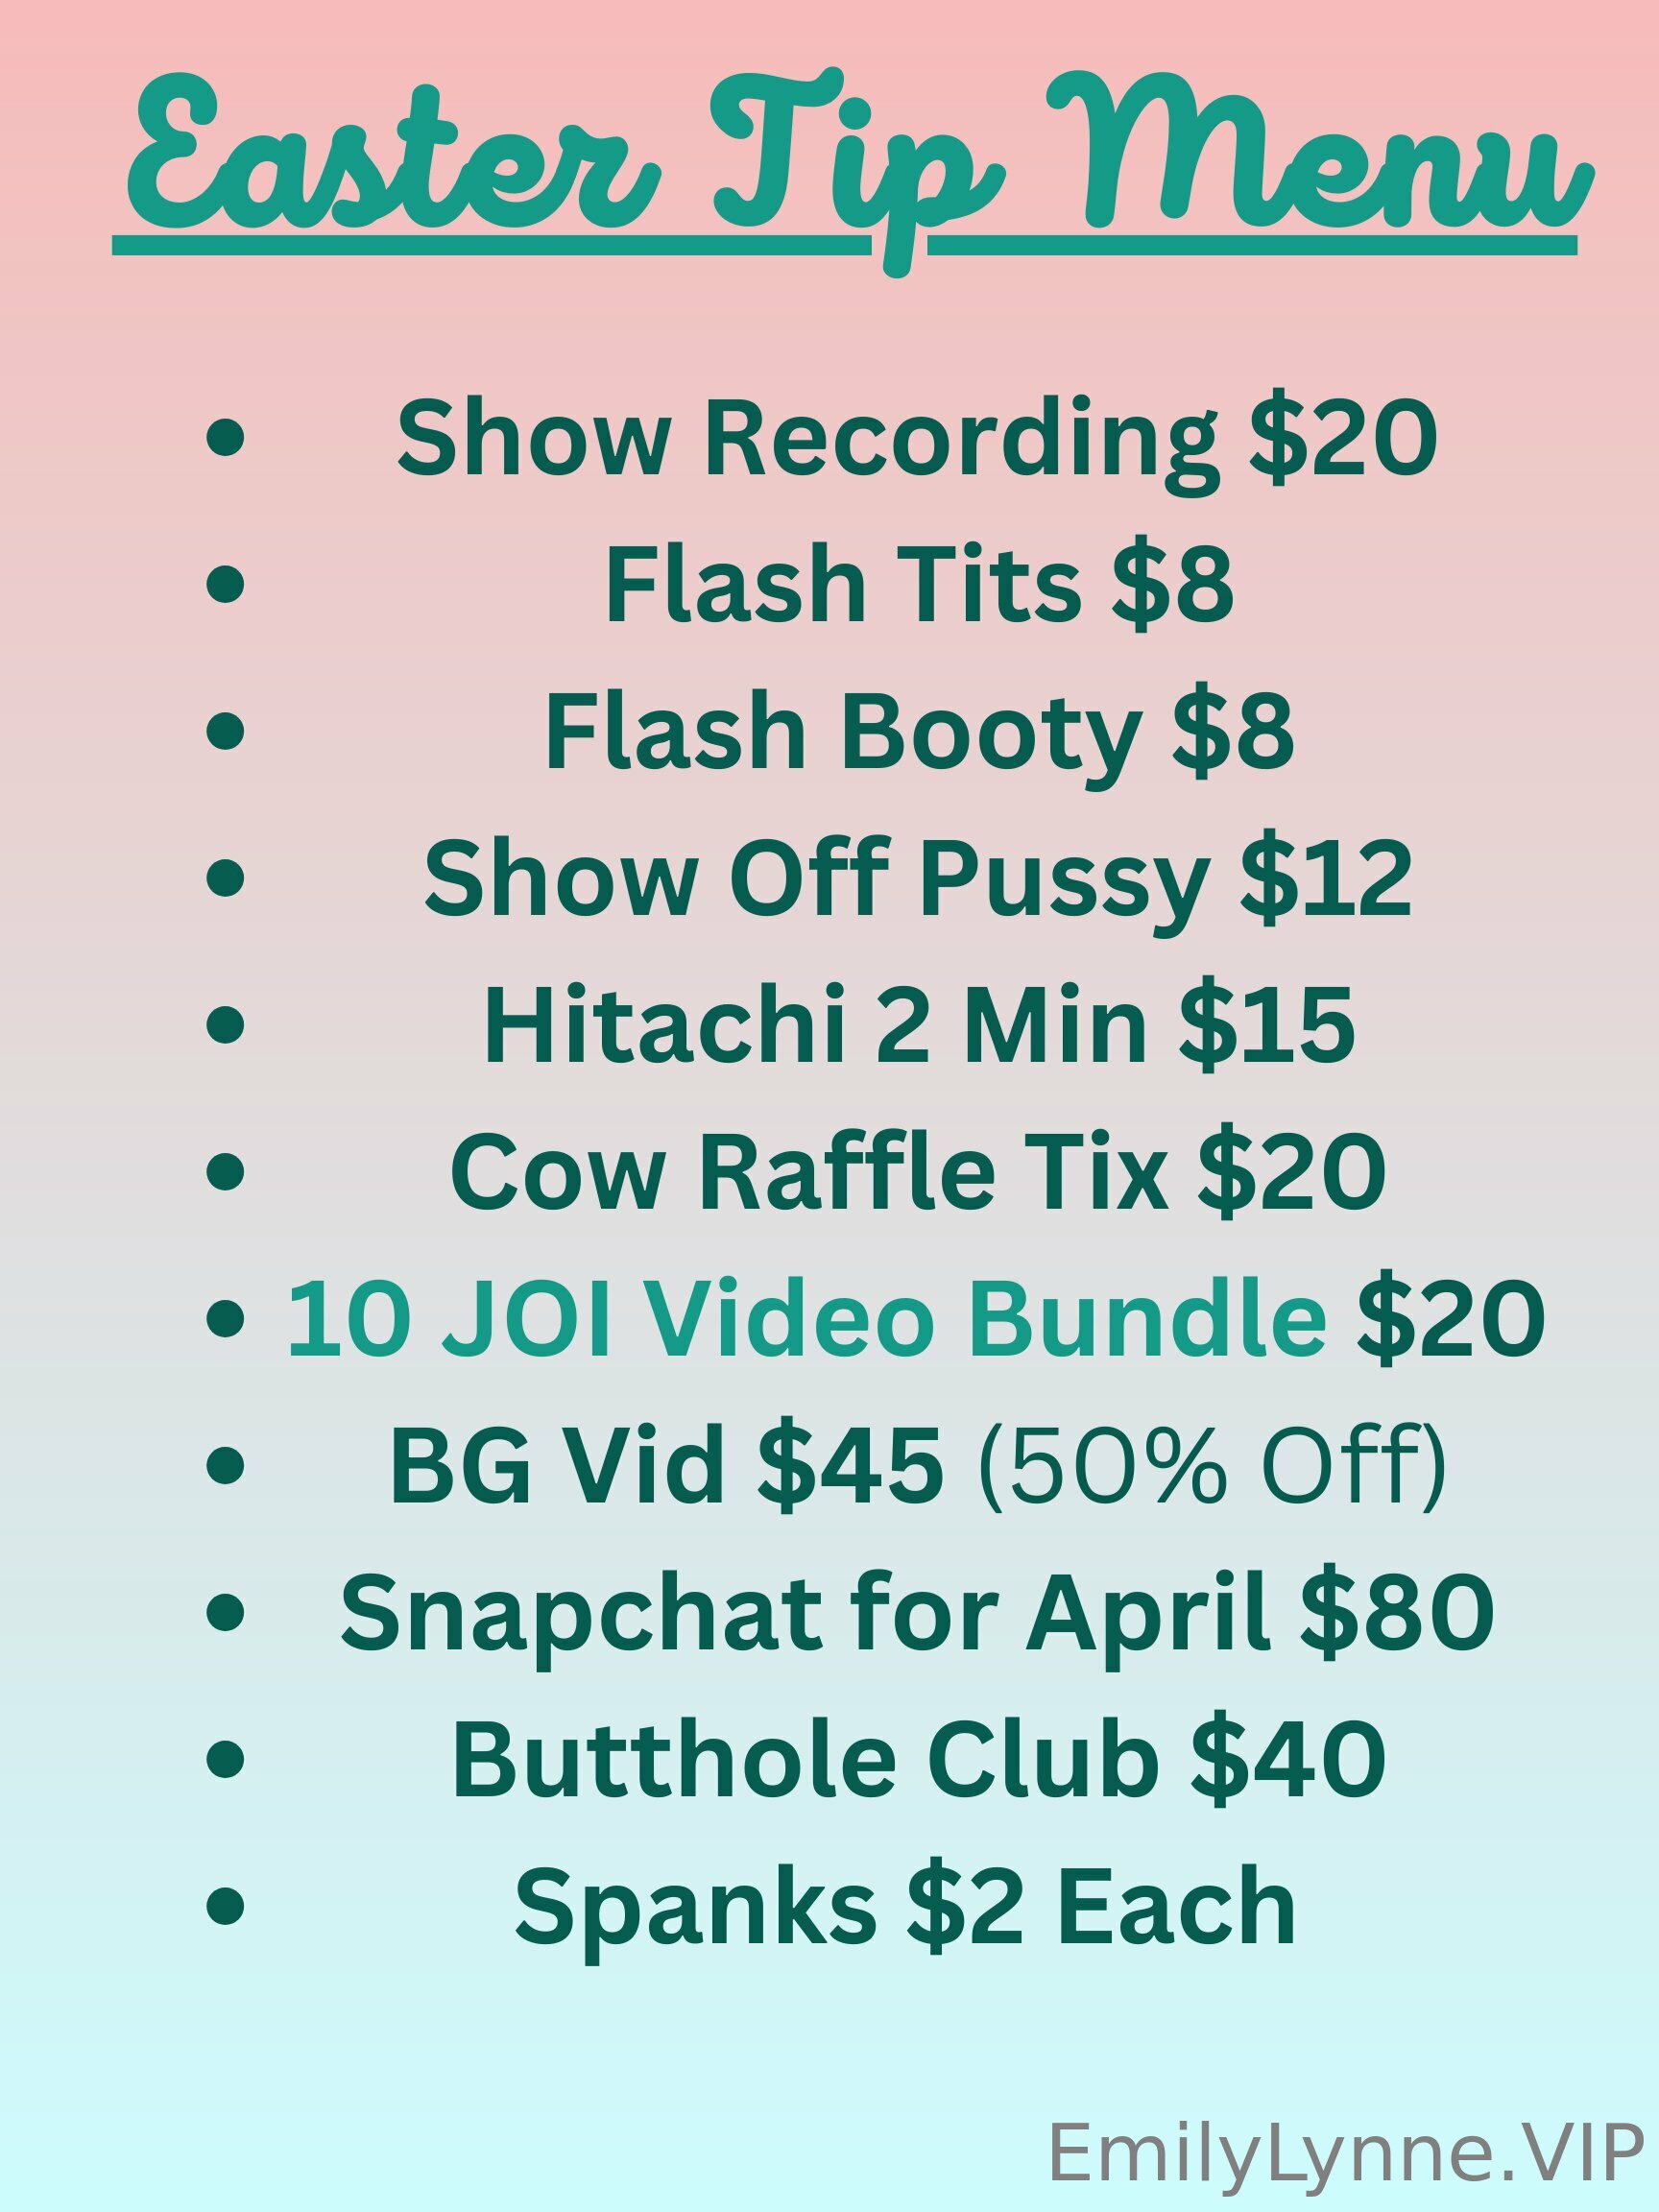 Easter Tip Menu
• Show Recording $20
• Flash Tits $8
• Flash Booty $8
• Show Off Pussy $12
• Hitachi 2 Min $15
• Cow Raffle Tix $20
• 10 JOI Video Bundle $20
• BG Vid $45 (50% Off)
• Snapchat for April $80
• Butthole Club $40
• Spanks $2 Each
EmilyLynne.VIP